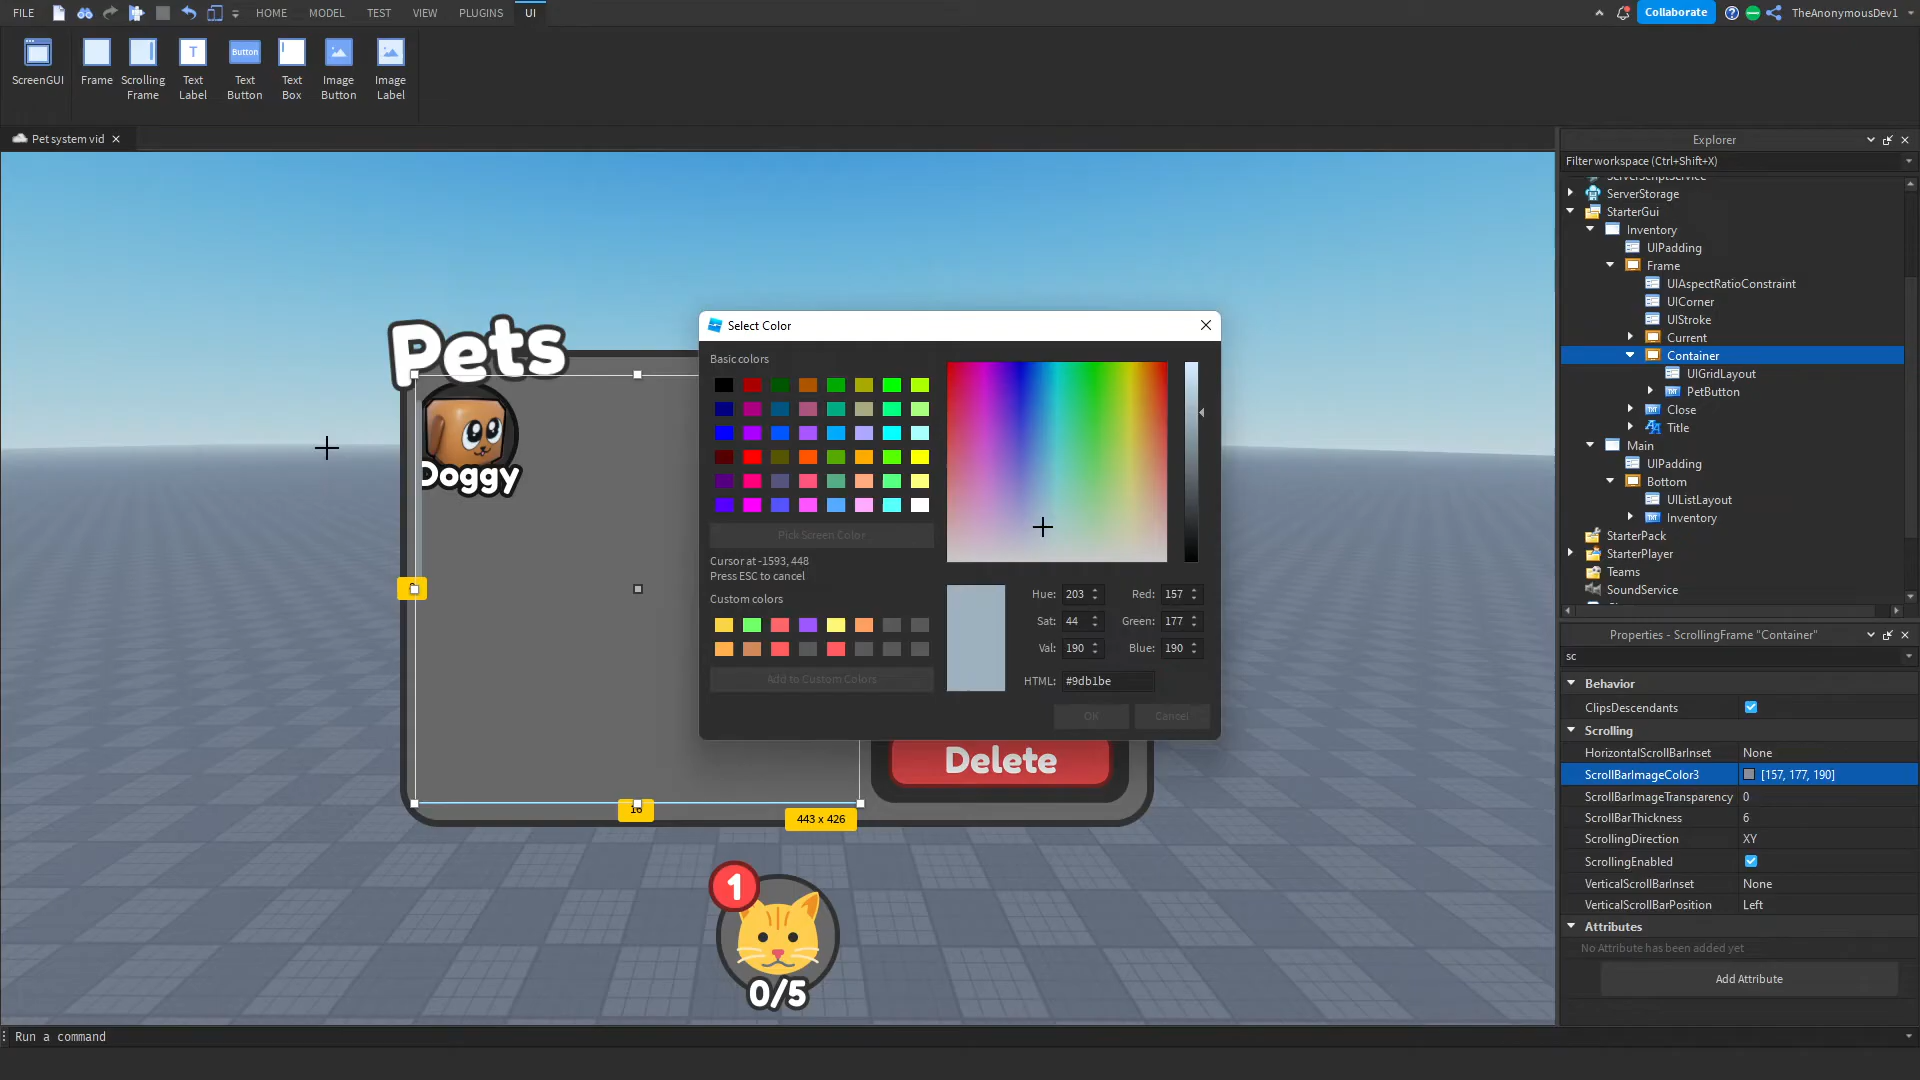 FILE HOME MODEL TEST VIEW PLUGINS UI Collaborate TheAnonymousDev1
ScreenGUI
Frame
Scrolling Frame
Text Label
Button
Text Button
Text Box
Image Button
Image Label
Pet system vid
Explorer
Filter workspace (Ctrl+Shift+X)
ServerScriptService
ServerStorage
StarterGui
Inventory
UIPadding
Frame
UIAspectRatioConstraint
UICorner
UIStroke
Current
Container
UIGridLayout
PetButton
Close
Title
Main
UIPadding
Bottom
UIListLayout
Inventory
StarterPack
StarterPlayer
Teams
SoundService
Pets
Doggy
16
443 x 426
Delete
1
0/5
Select Color
Basic colors
Pick Screen Color
Cursor at -1593, 448
Press ESC to cancel
Custom colors
Add to Custom Colors
Hue: 203 Red: 157
Sat: 44 Green: 177
Val: 190 Blue: 190
HTML: #9db1be
OK Cancel
Properties - ScrollingFrame "Container"
sc
Behavior
ClipsDescendants
Scrolling
HorizontalScrollBarInset None
ScrollBarImageColor3 [157, 177, 190]
ScrollBarImageTransparency 0
ScrollBarThickness 6
ScrollingDirection XY
ScrollingEnabled
VerticalScrollBarInset None
VerticalScrollBarPosition Left
Attributes
No Attribute has been added yet
Add Attribute
Run a command